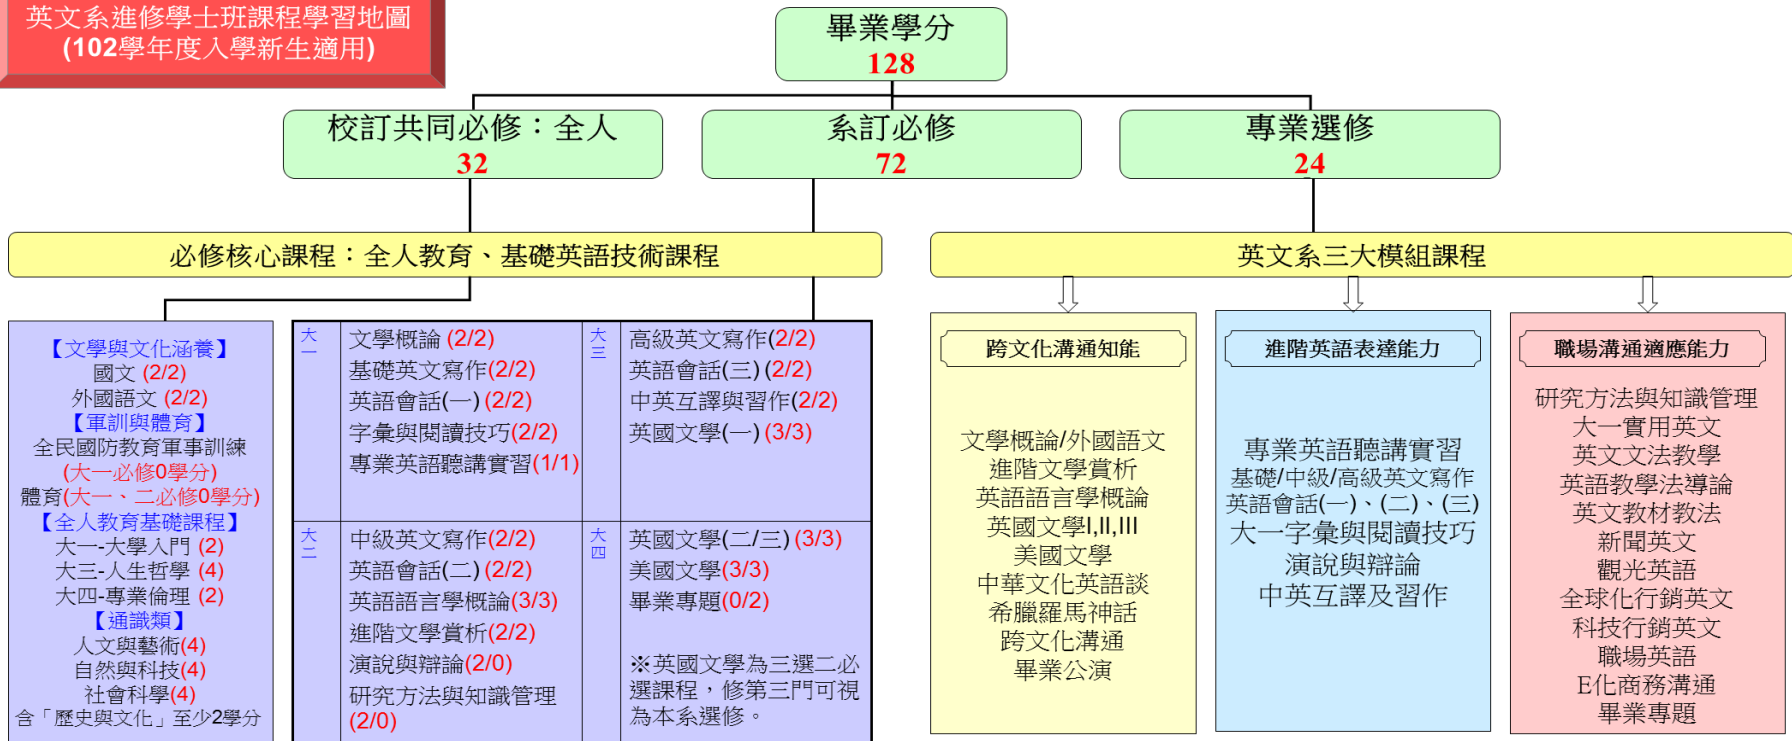 英文系進修學士班課程學習地圖
(102學年度入學新生適用)
畢業學分
128
校訂共同必修：全人
32
系訂必修
72
專業選修
24
必修核心課程：全人教育、基礎英語技術課程
英文系三大模組課程
【文學與文化涵養】
國文 (2/2)
外國語文 (2/2)
【軍訓與體育】
全民國防教育軍事訓練
(大一必修0學分)
體育(大一、二必修0學分)
【全人教育基礎課程】
大一-大學入門 (2)
大三-人生哲學 (4)
大四-專業倫理 (2)
【通識類】
人文與藝術(4)
自然與科技(4)
社會科學(4)
含「歷史與文化」至少2學分
大一
文學概論 (2/2)
基礎英文寫作(2/2)
英語會話(一) (2/2)
字彙與閱讀技巧(2/2)
專業英語聽講實習(1/1)
大三
高級英文寫作(2/2)
英語會話(三) (2/2)
中英互譯與習作(2/2)
英國文學(一) (3/3)
大二
中級英文寫作(2/2)
英語會話(二) (2/2)
英語語言學概論(3/3)
進階文學賞析(2/2)
演說與辯論(2/0)
研究方法與知識管理
(2/0)
大四
英國文學(二/三) (3/3)
美國文學(3/3)
畢業專題(0/2)
※英國文學為三選二必
選課程，修第三門可視
為本系選修。
跨文化溝通知能
文學概論/外國語文
進階文學賞析
英語語言學概論
英國文學I,II,III
美國文學
中華文化英語談
希臘羅馬神話
跨文化溝通
畢業公演
進階英語表達能力
專業英語聽講實習
基礎/中級/高級英文寫作
英語會話(一)、(二)、(三)
大一字彙與閱讀技巧
演說與辯論
中英互譯及習作
職場溝通適應能力
研究方法與知識管理
大一實用英文
英文文法教學
英語教學法導論
英文教材教法
新聞英文
觀光英語
全球化行銷英文
科技行銷英文
職場英語
E化商務溝通
畢業專題